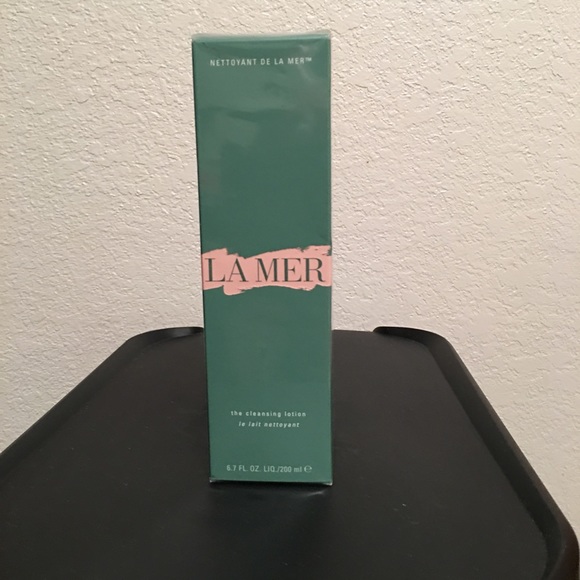 NETTOYANT DE LA MER™
LA MER
the cleansing lotion
le lait nettoyant
6.7 FL. OZ. LIQ./200 ml ℮